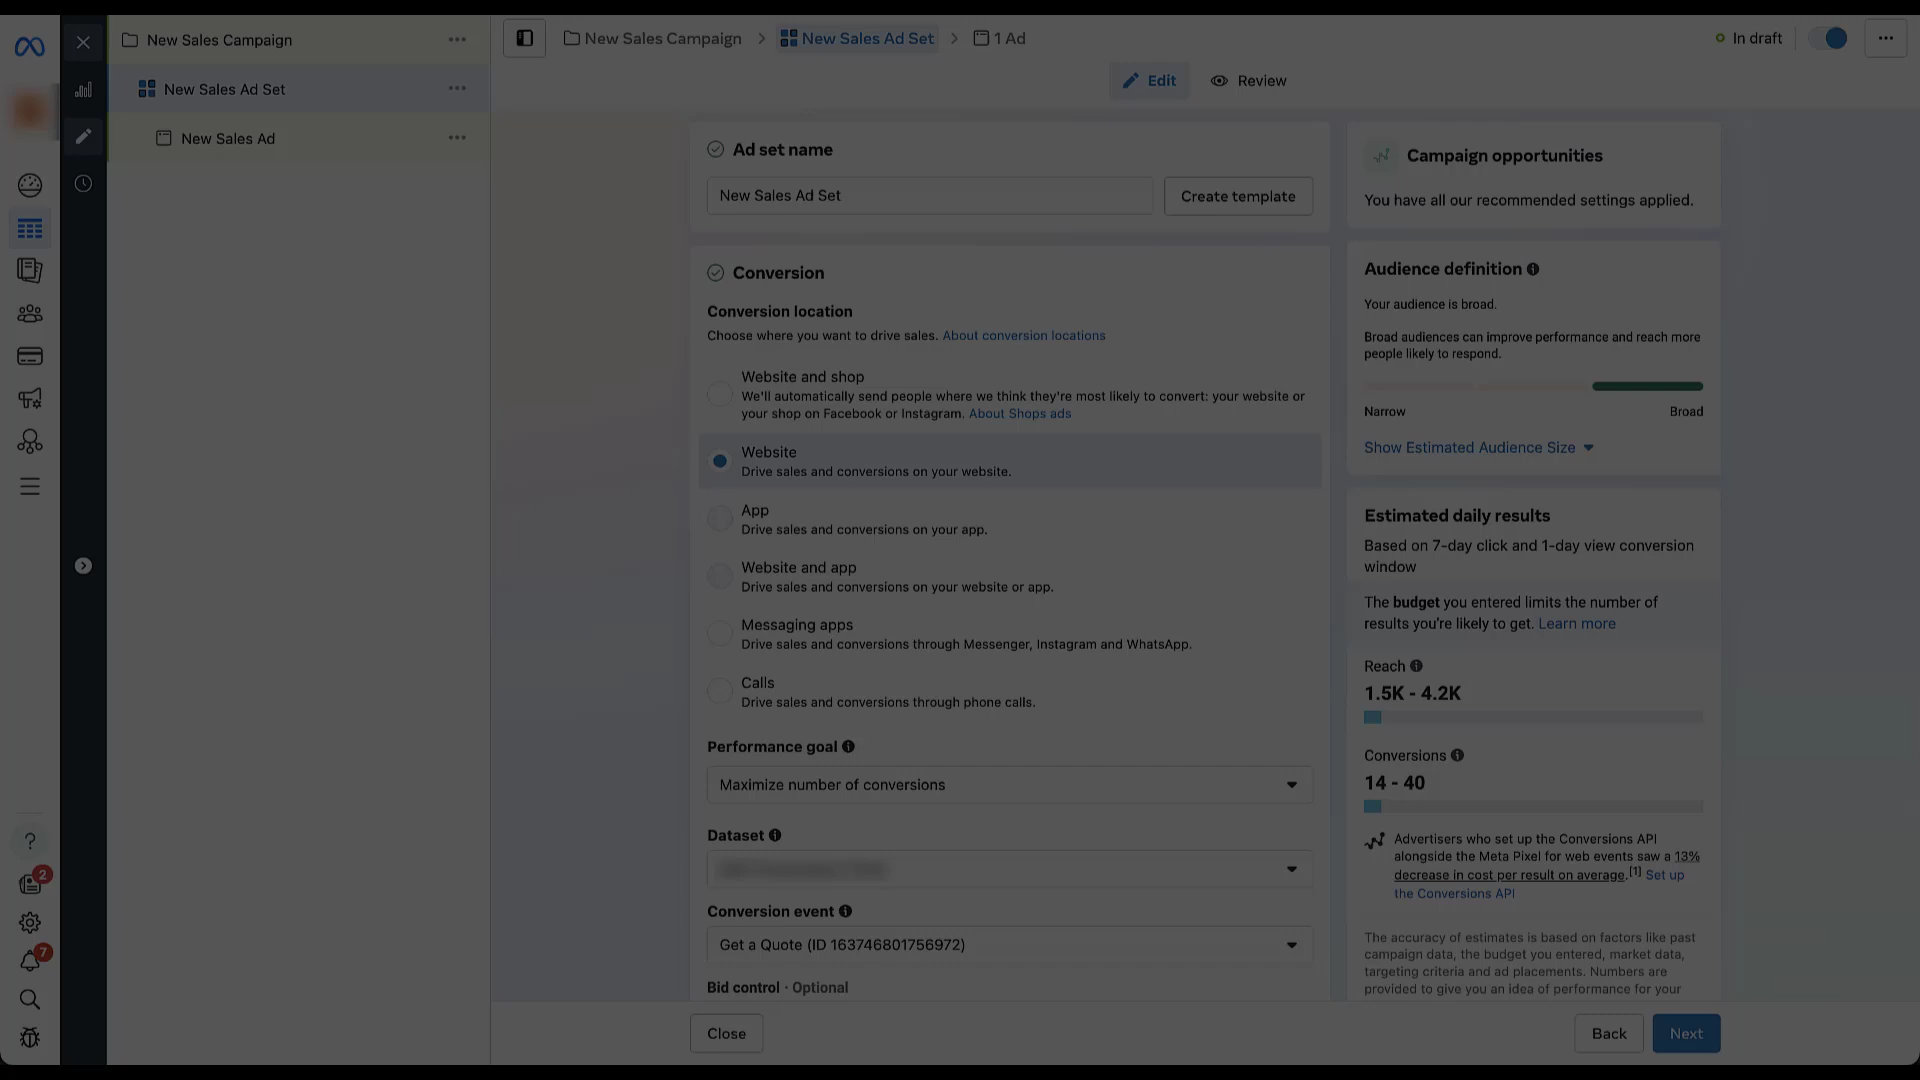 New Sales Campaign
New Sales Ad Set
New Sales Ad
2
7
New Sales Campaign
New Sales Ad Set
1 Ad
In draft
Edit
Review
Ad set name
New Sales Ad Set
Create template
Conversion
Conversion location
Choose where you want to drive sales. About conversion locations
Website and shop
We'll automatically send people where we think they're most likely to convert: your website or
your shop on Facebook or Instagram. About Shops ads
Website
Drive sales and conversions on your website.
App
Drive sales and conversions on your app.
Website and app
Drive sales and conversions on your website or app.
Messaging apps
Drive sales and conversions through Messenger, Instagram and WhatsApp.
Calls
Drive sales and conversions through phone calls.
Performance goal
Maximize number of conversions
Dataset
Conversion event
Get a Quote (ID 163746801756972)
Bid control · Optional
Close
Back
Next
Campaign opportunities
You have all our recommended settings applied.
Audience definition
Your audience is broad.
Broad audiences can improve performance and reach more
people likely to respond.
Narrow
Broad
Show Estimated Audience Size
Estimated daily results
Based on 7-day click and 1-day view conversion
window
The budget you entered limits the number of
results you're likely to get. Learn more
Reach
1.5K - 4.2K
Conversions
14 - 40
Advertisers who set up the Conversions API
alongside the Meta Pixel for web events saw a 13%
decrease in cost per result on average.[1] Set up
the Conversions API
The accuracy of estimates is based on factors like past
campaign data, the budget you entered, market data,
targeting criteria and ad placements. Numbers are
provided to give you an idea of performance for your